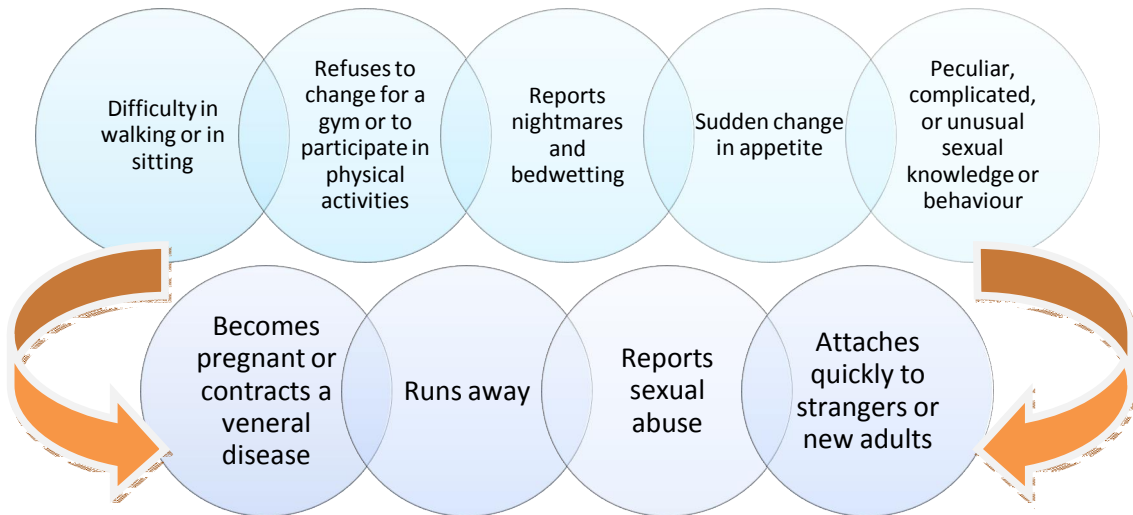 Difficulty in
walking or in
sitting
Refuses to
change for a
gym or to
participate in
physical
activities
Reports
nightmares
and
bedwetting
Sudden change
in appetite
Peculiar,
complicated,
or unusual
sexual
knowledge or
behaviour
Becomes
pregnant or
contracts a
veneral
disease
Runs away
Reports
sexual
abuse
Attaches
quickly to
strangers or
new adults